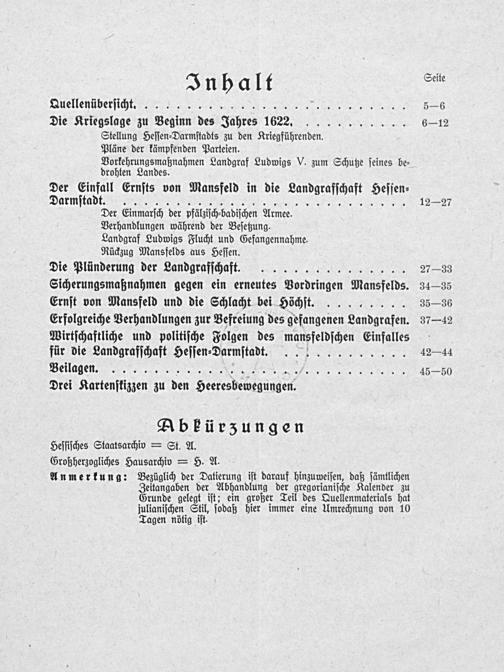 Inhalt
Seite
Quellenübersicht. . . . . . . . . . . . . . . . . . . . . . . . . 5—6
Die Kriegslage zu Beginn des Jahres 1622. . . . . . . . . . . . 6—12
Stellung Hessen-Darmstadts zu den Kriegführenden.
Pläne der kämpfenden Parteien.
Vorkehrungsmaßnahmen Landgraf Ludwigs V. zum Schutze seines be-
drohten Landes.
Der Einfall Ernsts von Mansfeld in die Landgrafschaft Hessen-
Darmstadt. . . . . . . . . . . . . . . . . . . . . . . . . . . 12—27
Der Einmarsch der pfälzisch-badischen Armee.
Verhandlungen während der Besetzung.
Landgraf Ludwigs Flucht und Gefangennahme.
Rückzug Mansfelds aus Hessen.
Die Plünderung der Landgrafschaft. . . . . . . . . . . . . . 27—33
Sicherungsmaßnahmen gegen ein erneutes Vordringen Mansfelds. 34—35
Ernst von Mansfeld und die Schlacht bei Höchst. . . . . . . . 35—36
Erfolgreiche Verhandlungen zur Befreiung des gefangenen Landgrafen. 37—42
Wirtschaftliche und politische Folgen des mansfeldschen Einfalles
für die Landgrafschaft Hessen-Darmstadt. . . . . . . . . . . . 42—44
Beilagen. . . . . . . . . . . . . . . . . . . . . . . . . . . . 45—50
Drei Kartenskizzen zu den Heeresbewegungen.
Abkürzungen
Hessisches Staatsarchiv = St. A.
Großherzogliches Hausarchiv = H. A.
Anmerkung: Bezüglich der Datierung ist darauf hinzuweisen, daß sämtlichen
Zeitangaben der Abhandlung der gregorianische Kalender zu
Grunde gelegt ist; ein großer Teil des Quellenmaterials hat
julianischen Stil, sodaß hier immer eine Umrechnung von 10
Tagen nötig ist.